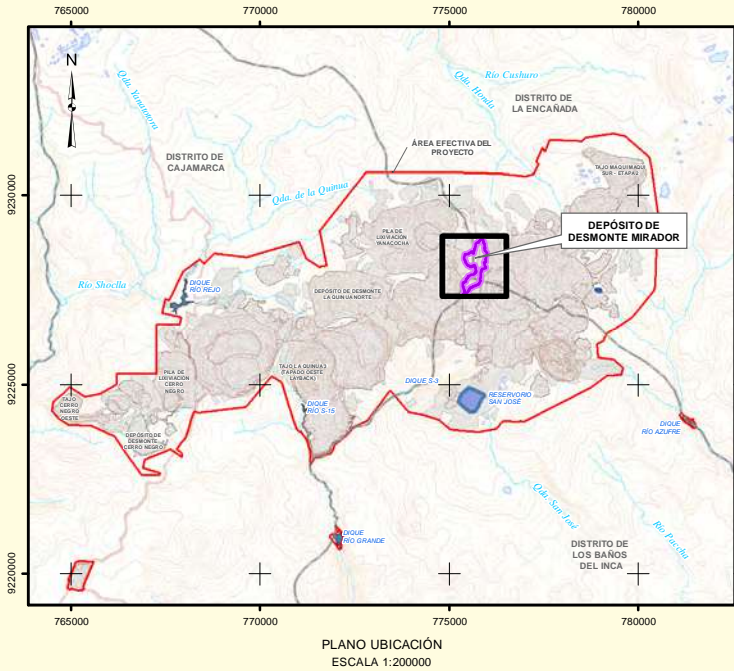 765000
770000
775000
780000
N
Qda. Yanatotora
Qda. Honda
Río Cushuro
DISTRITO DE
LA ENCAÑADA
DISTRITO DE
CAJAMARCA
ÁREA EFECTIVA DEL
PROYECTO
TAJO MAQUI MAQUI
SUR - ETAPA 2
9230000
Qda. de la Quinua
PILA DE
LIXIVIACIÓN
YANACOCHA
DEPÓSITO DE
DESMONTE MIRADOR
Río Shoclla
DIQUE
RÍO REJO
DEPÓSITO DE DESMONTE
LA QUINUA NORTE
9225000
PILA DE
LIXIVIACIÓN
CERRO
NEGRO
TAJO LA QUINUA 3
(TAPADO OESTE
LAYBACK)
DIQUE S-3
RESERVORIO
SAN JOSÉ
TAJO
CERRO
NEGRO
OESTE
DIQUE
RÍO S-15
DIQUE
RÍO AZUFRE
DEPÓSITO DE
DESMONTE
CERRO NEGRO
Qda. San José
Río Paccha
DIQUE
RÍO GRANDE
DISTRITO DE
LOS BAÑOS
DEL INCA
9220000
765000
770000
775000
780000
PLANO UBICACIÓN
ESCALA 1:200000